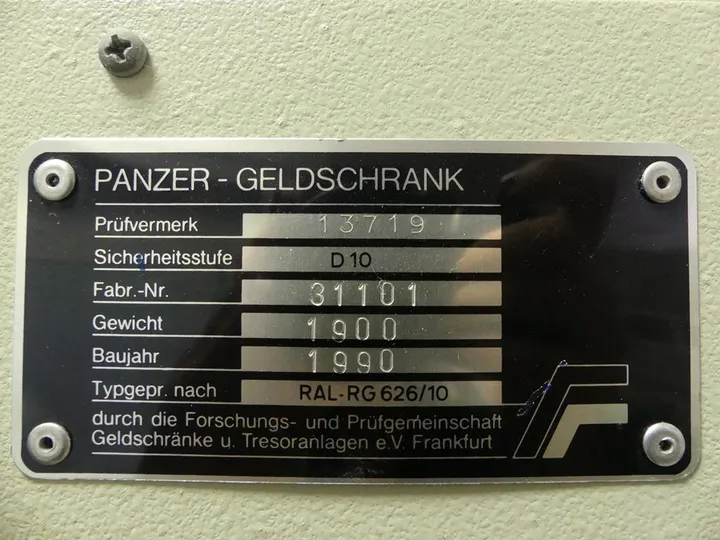 PANZER - GELDSCHRANK
Prüfvermerk 13719
Sicherheitsstufe D 10
Fabr.-Nr. 31101
Gewicht 1900
Baujahr 1990
Typgepr. nach RAL-RG 626/10
durch die Forschungs- und Prüfgemeinschaft
Geldschränke u. Tresoranlagen e.V. Frankfurt